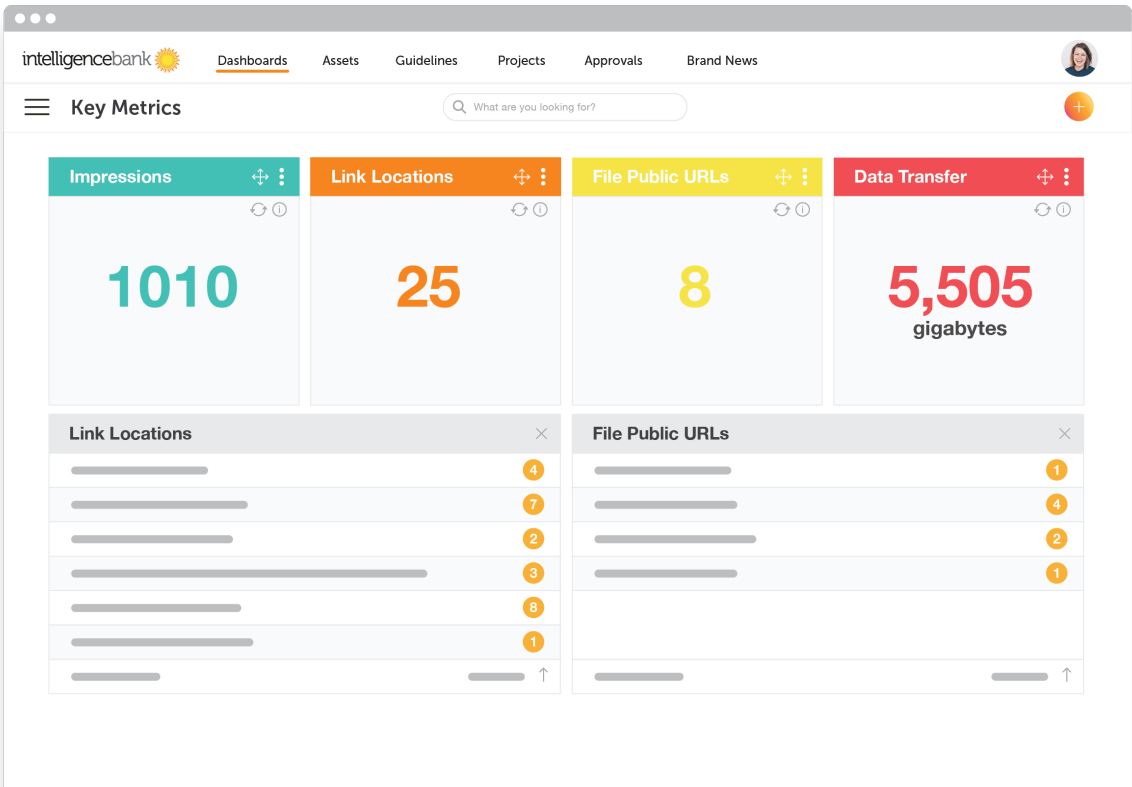 intelligencebank
Dashboards
Assets
Guidelines
Projects
Approvals
Brand News
Key Metrics
What are you looking for?
Impressions
Link Locations
File Public URLs
Data Transfer
1010
25
8
5,505
gigabytes
Link Locations
4
7
2
3
8
1
File Public URLs
1
4
2
1